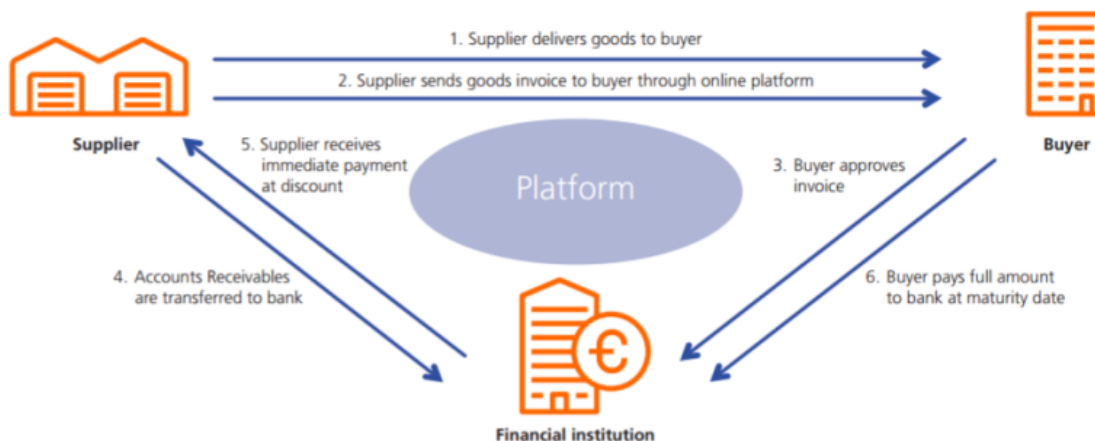 1. Supplier delivers goods to buyer
2. Supplier sends goods invoice to buyer through online platform
Supplier
Buyer
5. Supplier receives
immediate payment
at discount
Platform
3. Buyer approves
invoice
4. Accounts Receivables
are transferred to bank
6. Buyer pays full amount
to bank at maturity date
€
Financial institution